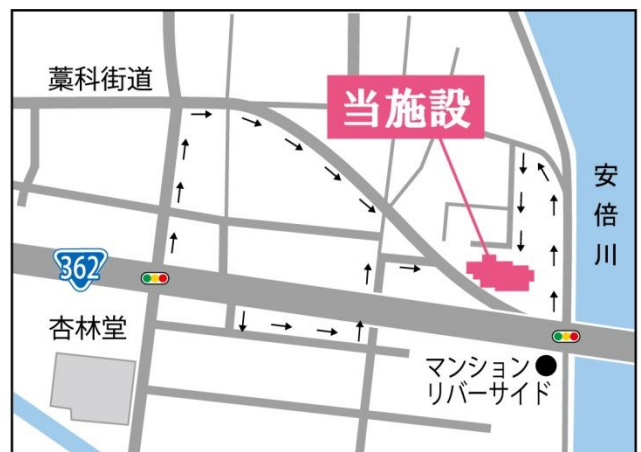 藁科街道
当施設
安倍川
362
杏林堂
マンション
リバーサイド